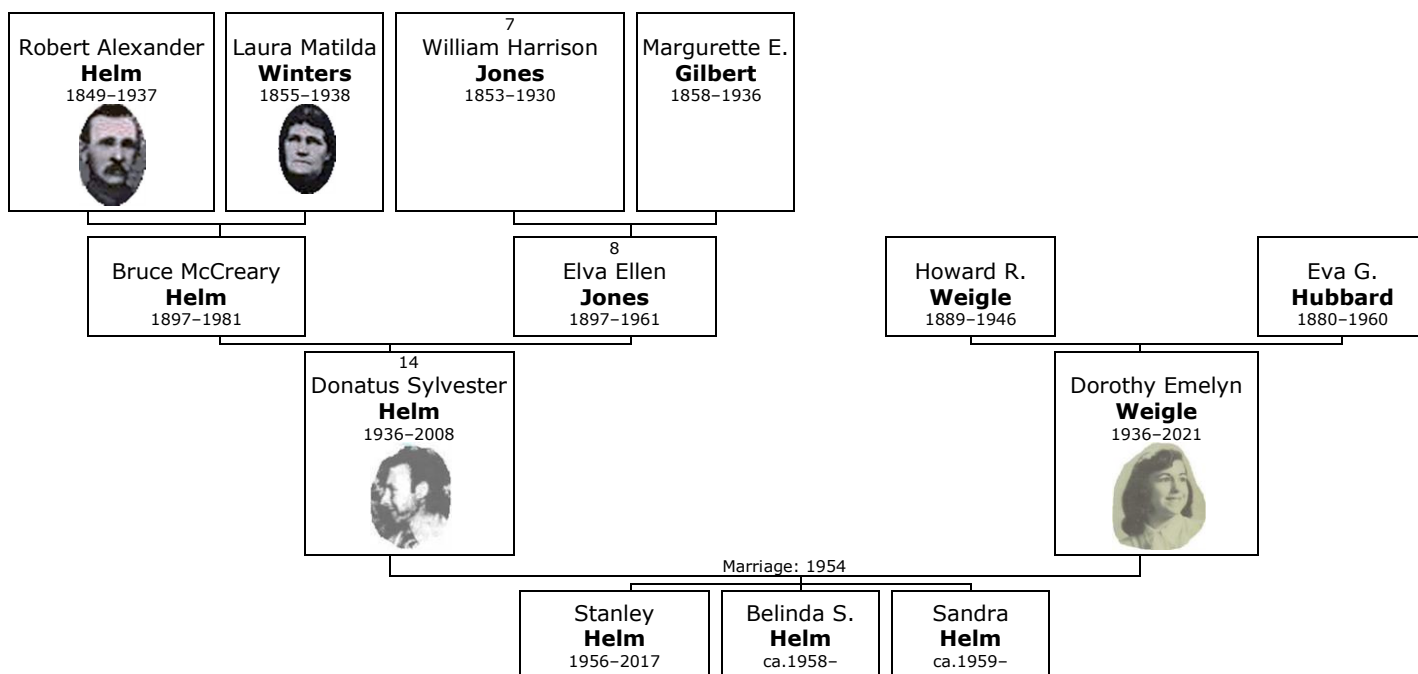 Robert Alexander
Helm
1849–1937
Laura Matilda
Winters
1855–1938
7
William Harrison
Jones
1853–1930
Margurette E.
Gilbert
1858–1936
Bruce McCreary
Helm
1897–1981
8
Elva Ellen
Jones
1897–1961
Howard R.
Weigle
1889–1946
Eva G.
Hubbard
1880–1960
14
Donatus Sylvester
Helm
1936–2008
Dorothy Emelyn
Weigle
1936–2021
Marriage: 1954
Stanley
Helm
1956–2017
Belinda S.
Helm
ca.1958–
Sandra
Helm
ca.1959–